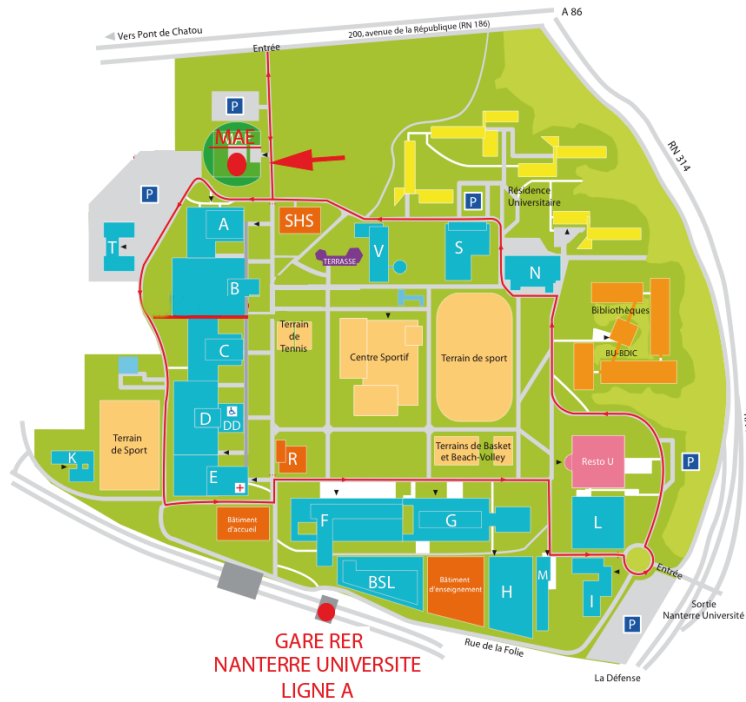 A 86
Vers Pont de Chatou
200, avenue de la République (RN 186)
Entrée
P
MAE
RN 314
P
P
Résidence
Universitaire
A
SHS
T
V
S
TERRASSE
N
B
Bibliothèques
Terrain
de
Tennis
Centre Sportif
Terrain de sport
BU-BDIC
C
D
DD
Terrain
de Sport
Terrains de Basket
et Beach-Volley
K
R
Resto U
P
E
Bâtiment
d'accueil
F
G
L
BSL
Bâtiment
d'enseignement
H
M
I
Entrée
Sortie
Nanterre Université
P
GARE RER
NANTERRE UNIVERSITE
LIGNE A
Rue de la Folie
La Défense